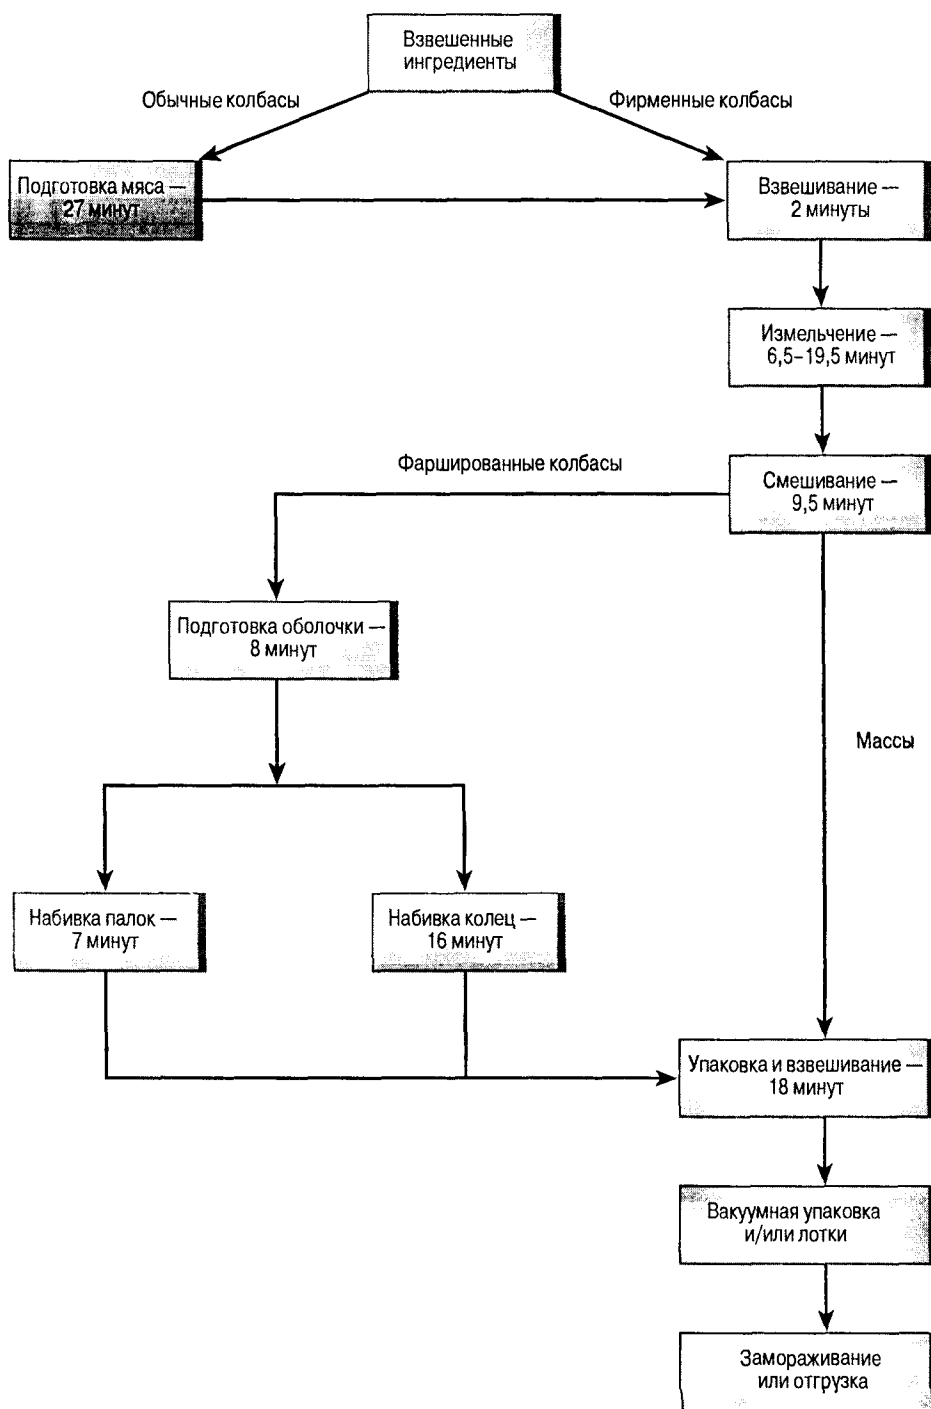 Взвешенные
ингредиенты
Обычные колбасы
Фирменные колбасы
Подготовка мяса —
27 минут
Взвешивание —
2 минуты
Измельчение —
6,5–19,5 минут
Смешивание —
9,5 минут
Фаршированные колбасы
Подготовка оболочки —
8 минут
Массы
Набивка палок —
7 минут
Набивка колец —
16 минут
Упаковка и взвешивание —
18 минут
Вакуумная упаковка
и/или лотки
Замораживание
или отгрузка